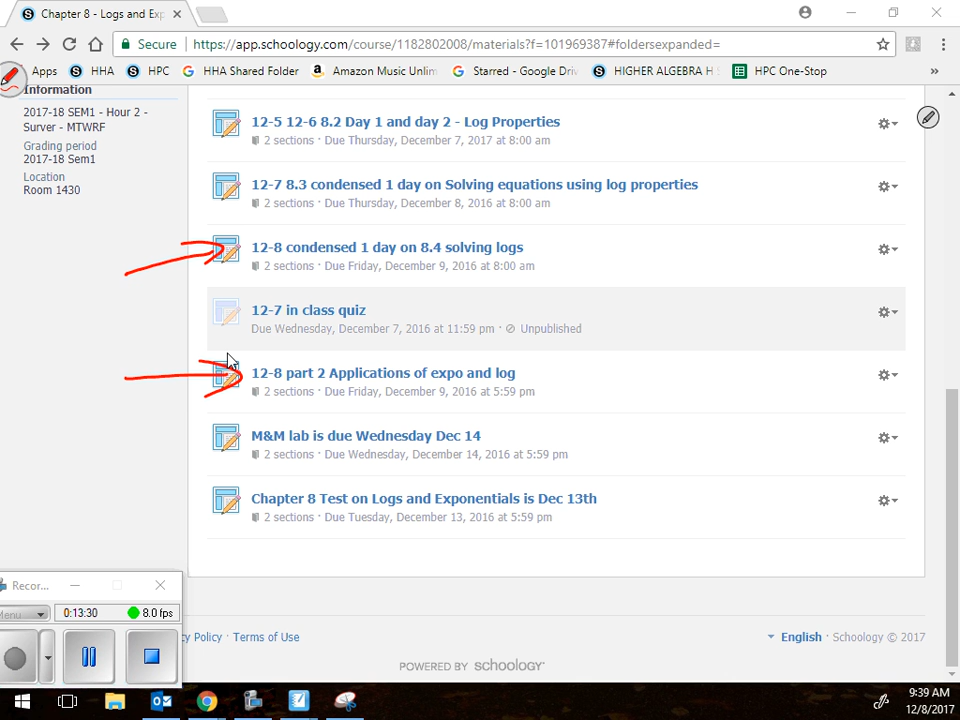 Chapter 8 - Logs and Exp
Secure https://app.schoology.com/course/1182802008/materials?f=101969387#foldersexpanded=
Apps HHA HPC HHA Shared Folder Amazon Music Unlim Starred - Google Driv HIGHER ALGEBRA H HPC One-Stop »
Information
2017-18 SEM1 - Hour 2 -
Surver - MTWRF
Grading period
2017-18 Sem1
Location
Room 1430
12-5 12-6 8.2 Day 1 and day 2 - Log Properties
2 sections · Due Thursday, December 7, 2017 at 8:00 am
12-7 8.3 condensed 1 day on Solving equations using log properties
2 sections · Due Thursday, December 8, 2016 at 8:00 am
12-8 condensed 1 day on 8.4 solving logs
2 sections · Due Friday, December 9, 2016 at 8:00 am
12-7 in class quiz
Due Wednesday, December 7, 2016 at 11:59 pm · Unpublished
12-8 part 2 Applications of expo and log
2 sections · Due Friday, December 9, 2016 at 5:59 pm
M&M lab is due Wednesday Dec 14
2 sections · Due Wednesday, December 14, 2016 at 5:59 pm
Chapter 8 Test on Logs and Exponentials is Dec 13th
2 sections · Due Tuesday, December 13, 2016 at 5:59 pm
Recor...
Menu 0:13:30 8.0 fps
cy Policy · Terms of Use
English · Schoology © 2017
POWERED BY schoology
9:39 AM
12/8/2017